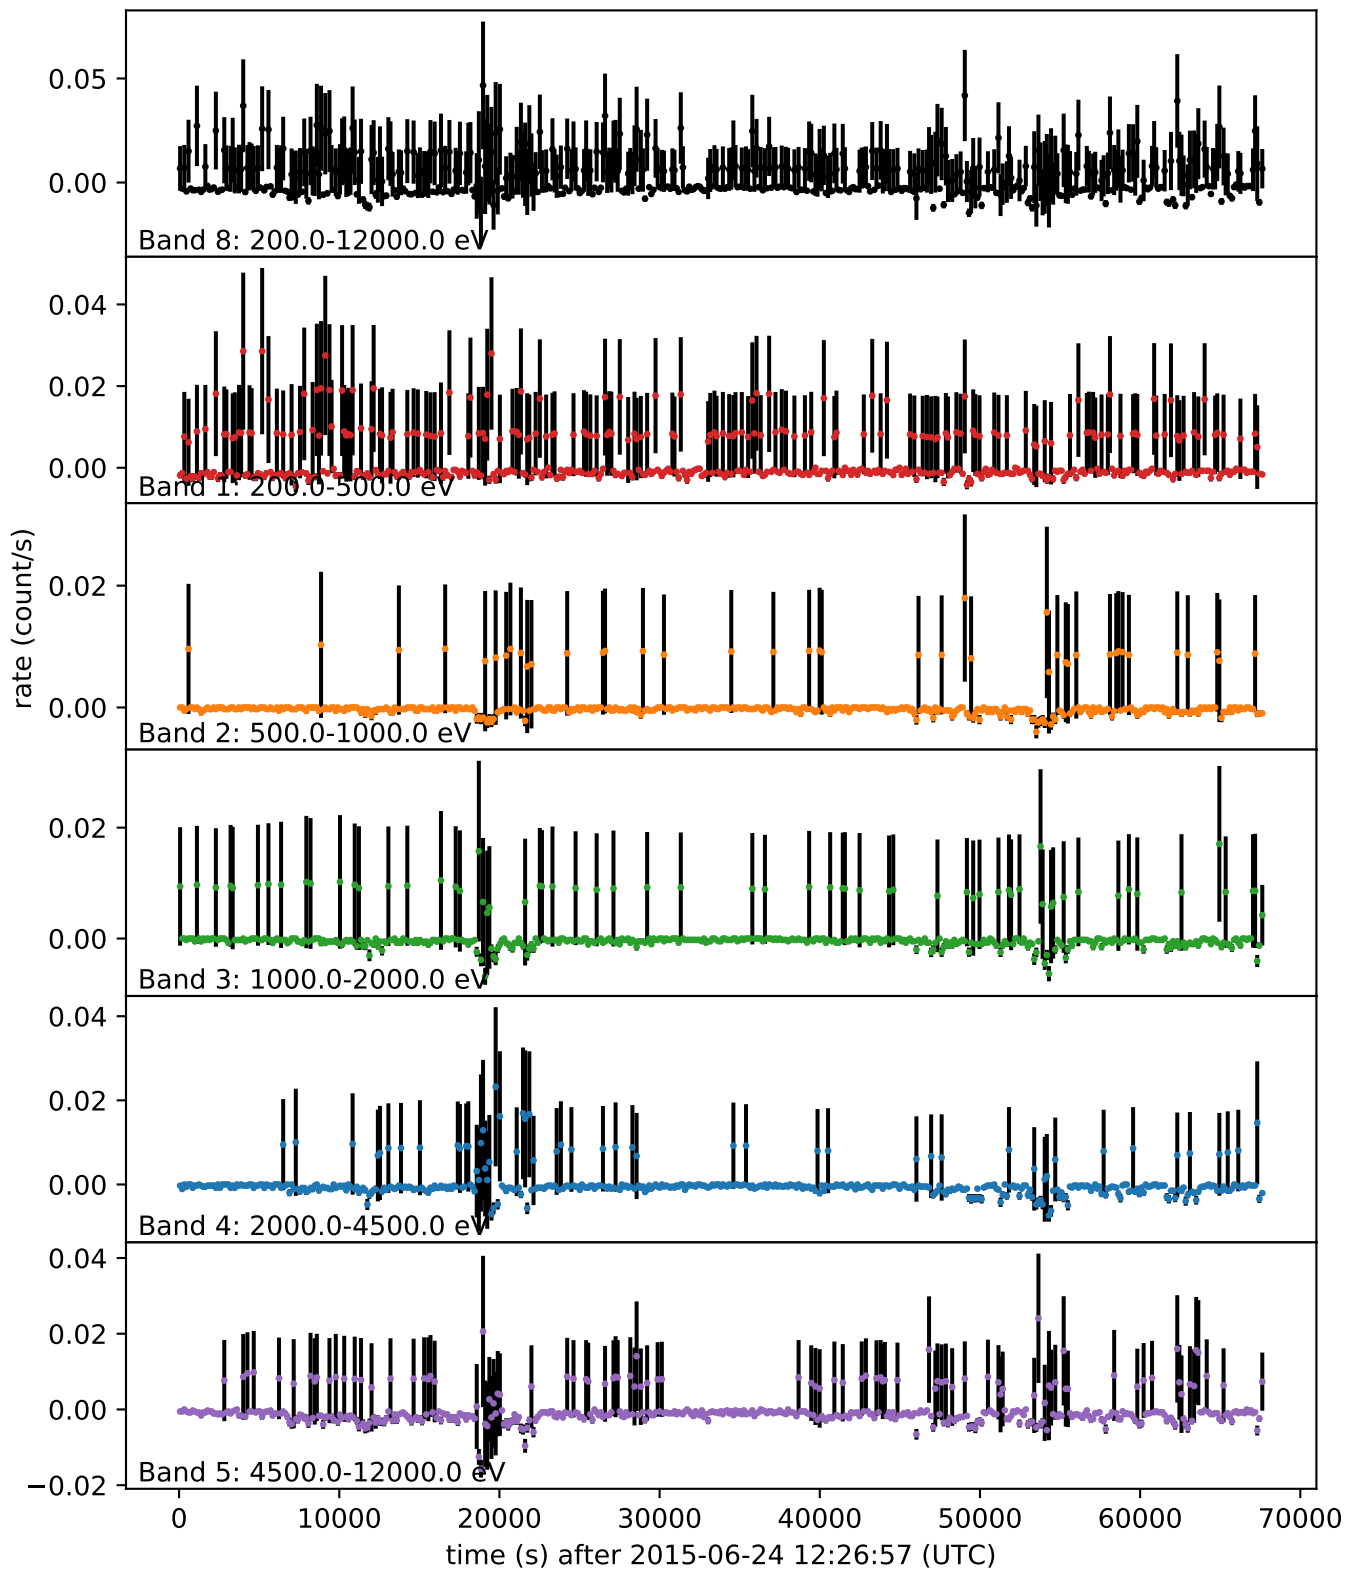 0.05
0.00
Band 8: 200.0-12000.0 eV
0.04
0.02
0.00
Band 1: 200.0-500.0 eV
rate (count/s)
0.02
0.00
Band 2: 500.0-1000.0 eV
0.02
0.00
Band 3: 1000.0-2000.0 eV
0.04
0.02
0.00
Band 4: 2000.0-4500.0 eV
0.04
0.02
0.00
−0.02
Band 5: 4500.0-12000.0 eV
0 10000 20000 30000 40000 50000 60000 70000
time (s) after 2015-06-24 12:26:57 (UTC)